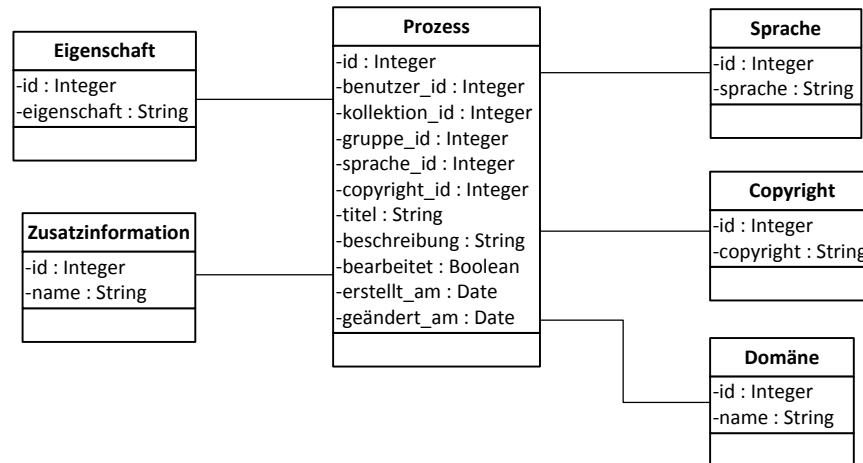 Eigenschaft
-id : Integer
-eigenschaft : String
Zusatzinformation
-id : Integer
-name : String
Prozess
-id : Integer
-benutzer_id : Integer
-kollektion_id : Integer
-gruppe_id : Integer
-sprache_id : Integer
-copyright_id : Integer
-titel : String
-beschreibung : String
-bearbeitet : Boolean
-erstellt_am : Date
-geändert_am : Date
Sprache
-id : Integer
-sprache : String
Copyright
-id : Integer
-copyright : String
Domäne
-id : Integer
-name : String